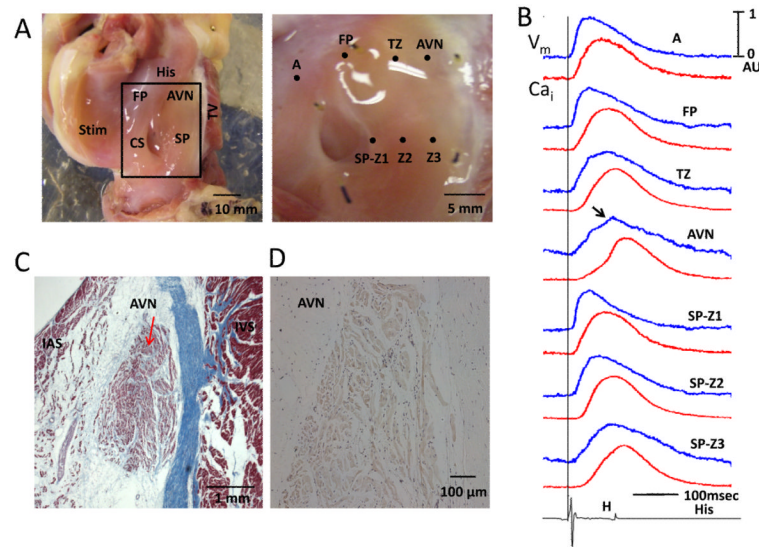 A
His
FP AVN
TV
Stim
CS SP
10 mm
FP TZ AVN
A
SP-Z1 Z2 Z3
5 mm
B
Vm
A
1
0
AU
Cai
FP
TZ
AVN
SP-Z1
SP-Z2
SP-Z3
100msec
H His
C
AVN
IAS
IVS
1 mm
D
AVN
100 µm